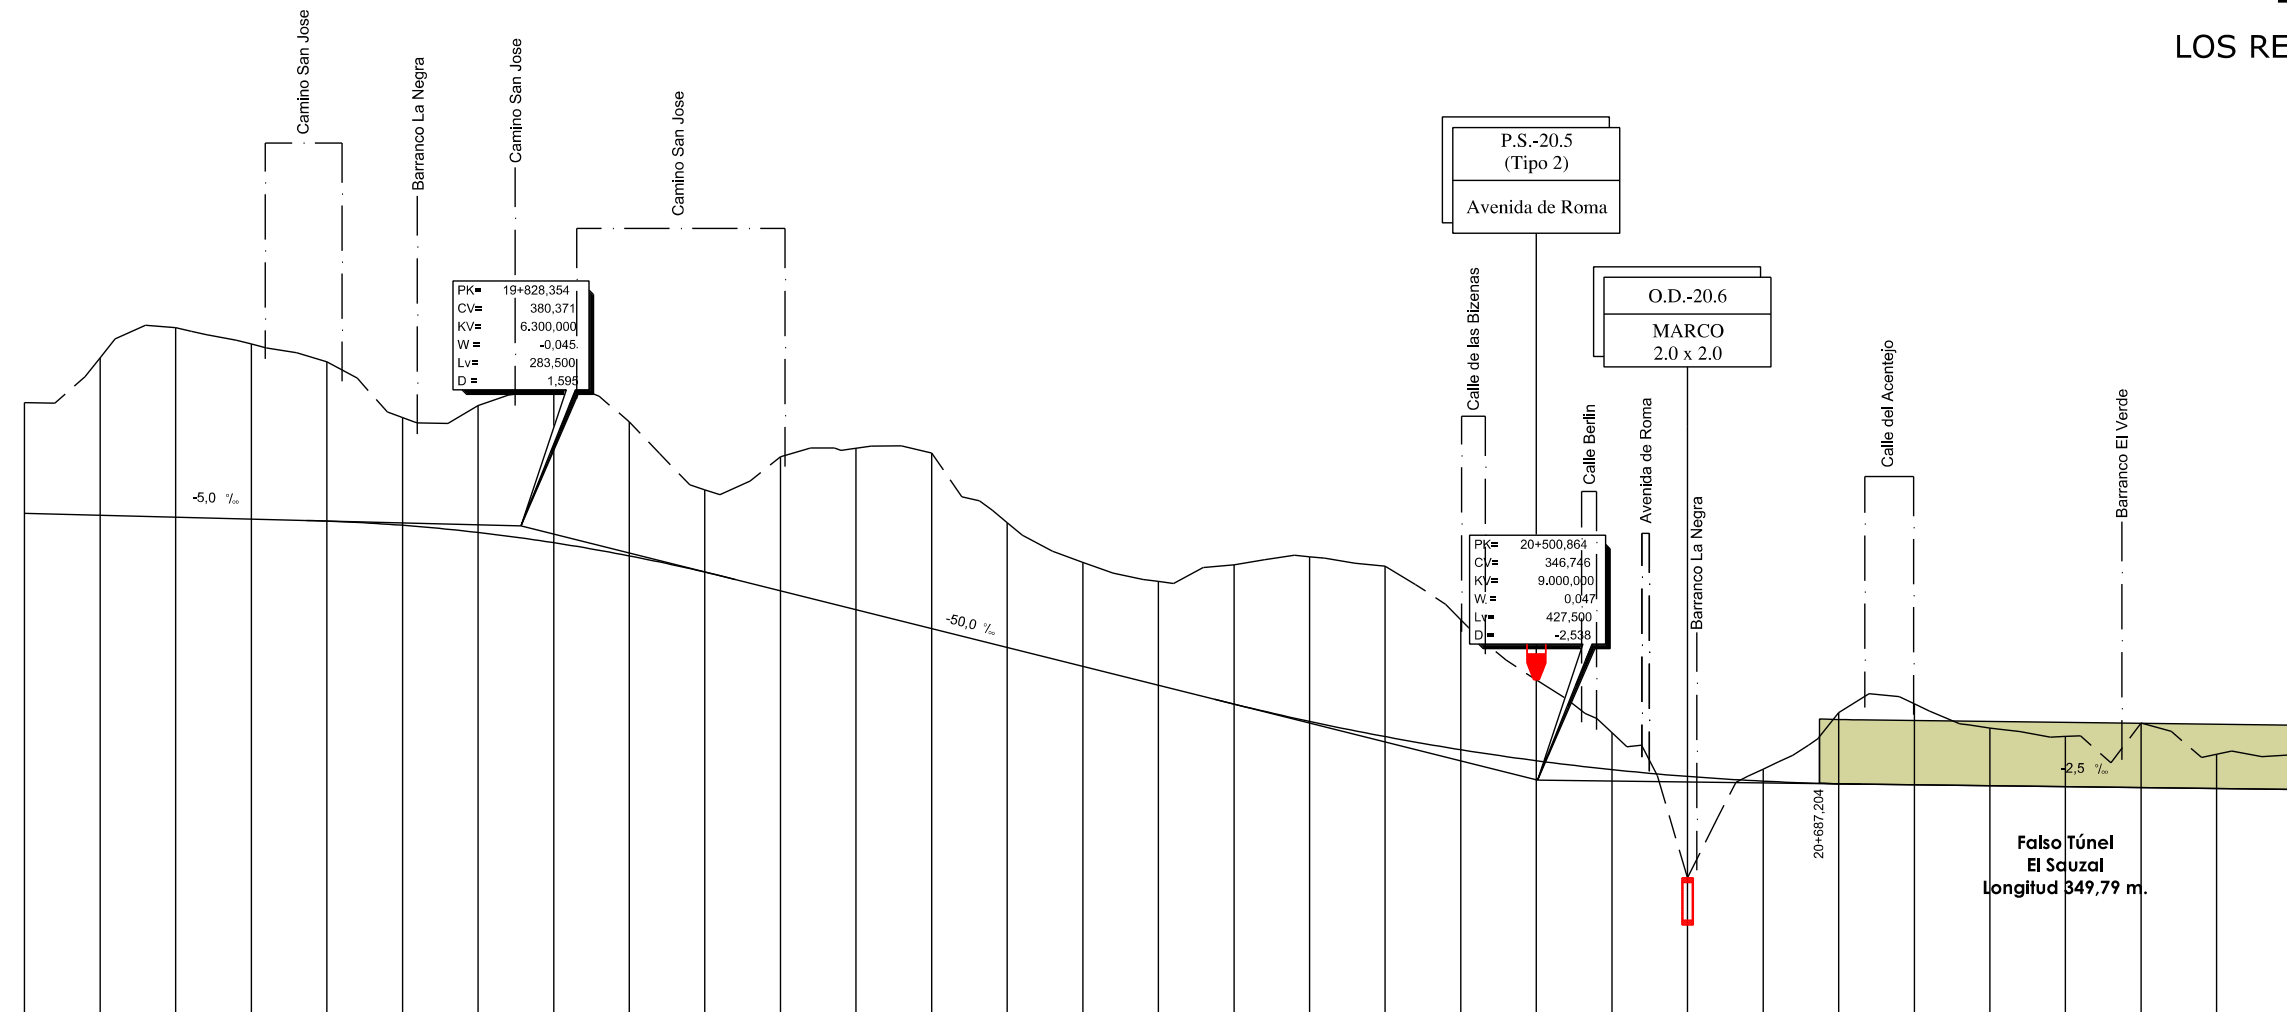 LOS RE
Camino San Jose
Barranco La Negra
Camino San Jose
Camino San Jose
P.S.-20.5
(Tipo 2)
Avenida de Roma
O.D.-20.6
MARCO
2.0 x 2.0
PK= 19+828,354
CV= 380,371
KV= 6.300,000
W = -0,045
Lv= 283,500
D = 1,595
Calle de las Bizenas
Calle Berlin
Avenida de Roma
Barranco La Negra
Calle del Acentejo
Barranco El Verde
-5,0 ‰
PK= 20+500,864
CV= 346,746
KV= 9.000,000
W = 0,047
Lv= 427,500
D = -2,538
-50,0 ‰
-2,5 ‰
20+687,204
Falso Túnel
El Sauzal
Longitud 349,79 m.